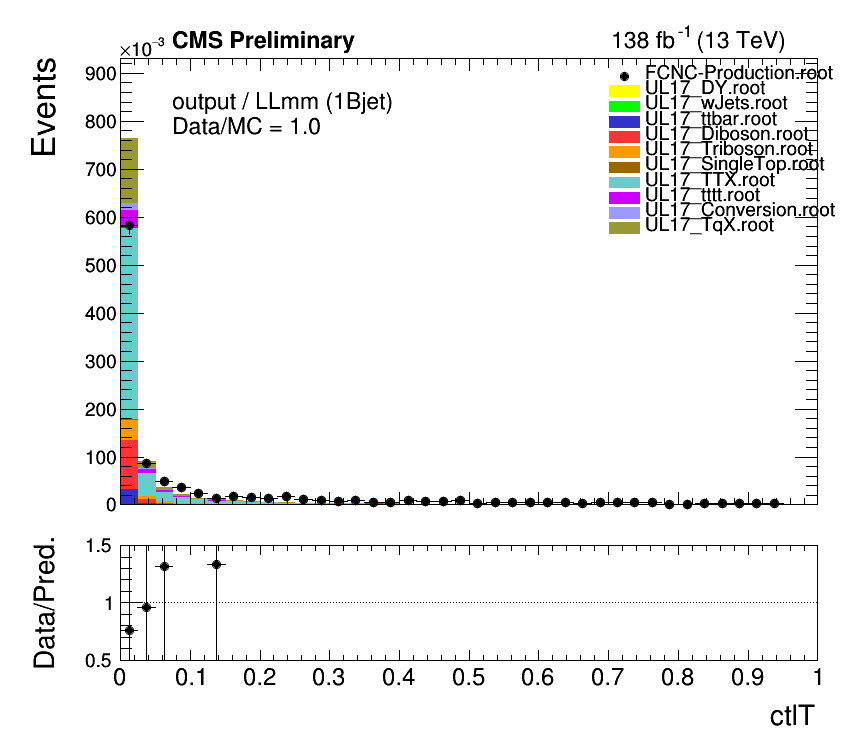 ×10⁻³ CMS Preliminary 138 fb⁻¹ (13 TeV)
Events
900
800
700
600
500
400
300
200
100
0
output / LLmm (1Bjet)
Data/MC = 1.0
FCNC-Production.root
UL17_DY.root
UL17_wJets.root
UL17_ttbar.root
UL17_Diboson.root
UL17_Triboson.root
UL17_SingleTop.root
UL17_TTX.root
UL17_tttt.root
UL17_Conversion.root
UL17_TqX.root
Data/Pred.
1.5
1
0.5
0 0.1 0.2 0.3 0.4 0.5 0.6 0.7 0.8 0.9 1
ctlT